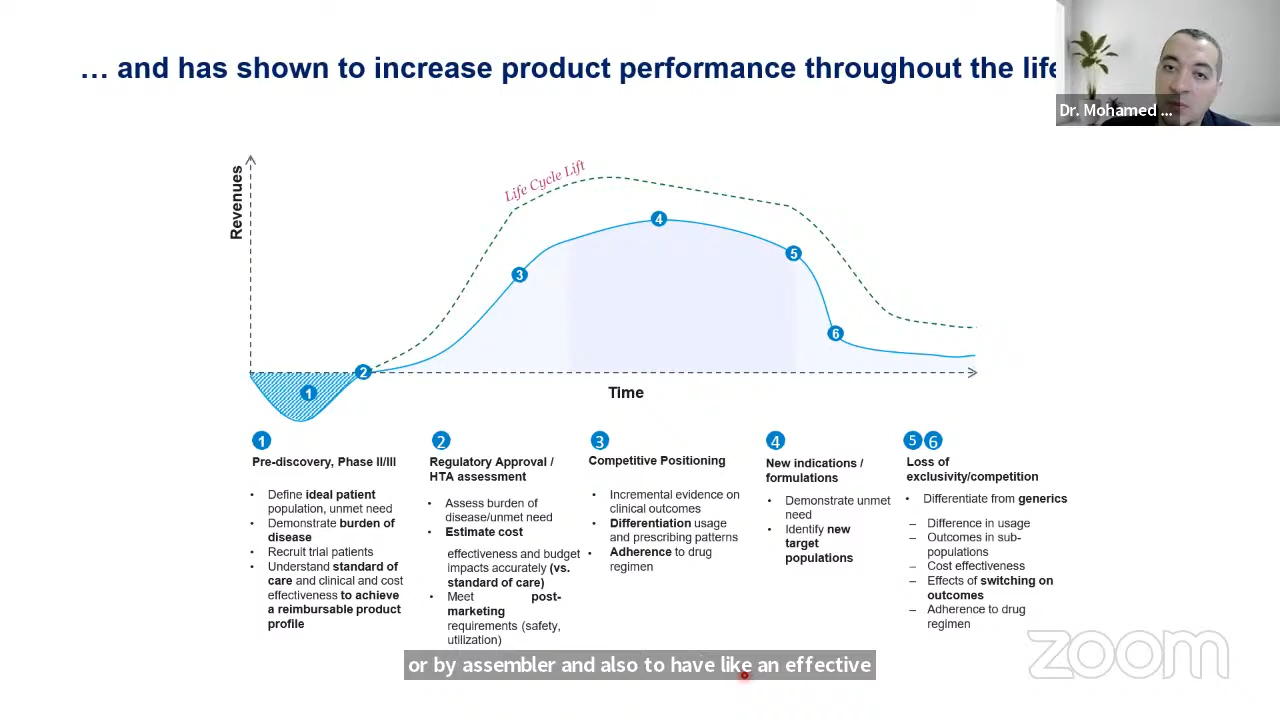 … and has shown to increase product performance throughout the life
Dr. Mohamed ...
Revenues
Life Cycle Lift
1
2
3
4
5
6
Time
1
Pre-discovery, Phase II/III
• Define ideal patient
population, unmet need
• Demonstrate burden of
disease
• Recruit trial patients
• Understand standard of
care and clinical and cost
effectiveness to achieve
a reimbursable product
profile
2
Regulatory Approval /
HTA assessment
• Assess burden of
disease/unmet need
• Estimate cost
effectiveness and budget
impacts accurately (vs.
standard of care)
• Meet post-
marketing
requirements (safety,
utilization)
3
Competitive Positioning
• Incremental evidence on
clinical outcomes
• Differentiation usage
and prescribing patterns
• Adherence to drug
regimen
4
New indications /
formulations
• Demonstrate unmet
need
• Identify new
target
populations
5 6
Loss of
exclusivity/competition
• Differentiate from generics
– Difference in usage
– Outcomes in sub-
populations
– Cost effectiveness
– Effects of switching on
outcomes
– Adherence to drug
regimen
or by assembler and also to have like an effective
zoom